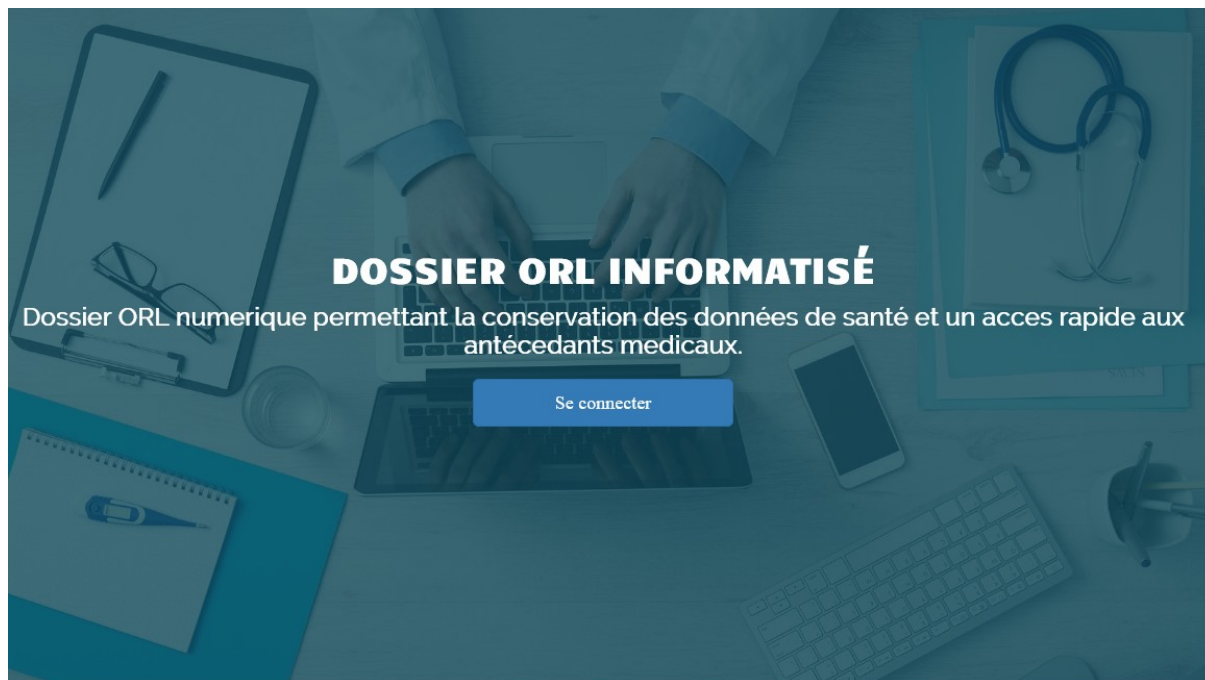 DOSSIER ORL INFORMATISÉ
Dossier ORL numerique permettant la conservation des données de santé et un acces rapide aux
antécedants medicaux.
Se connecter